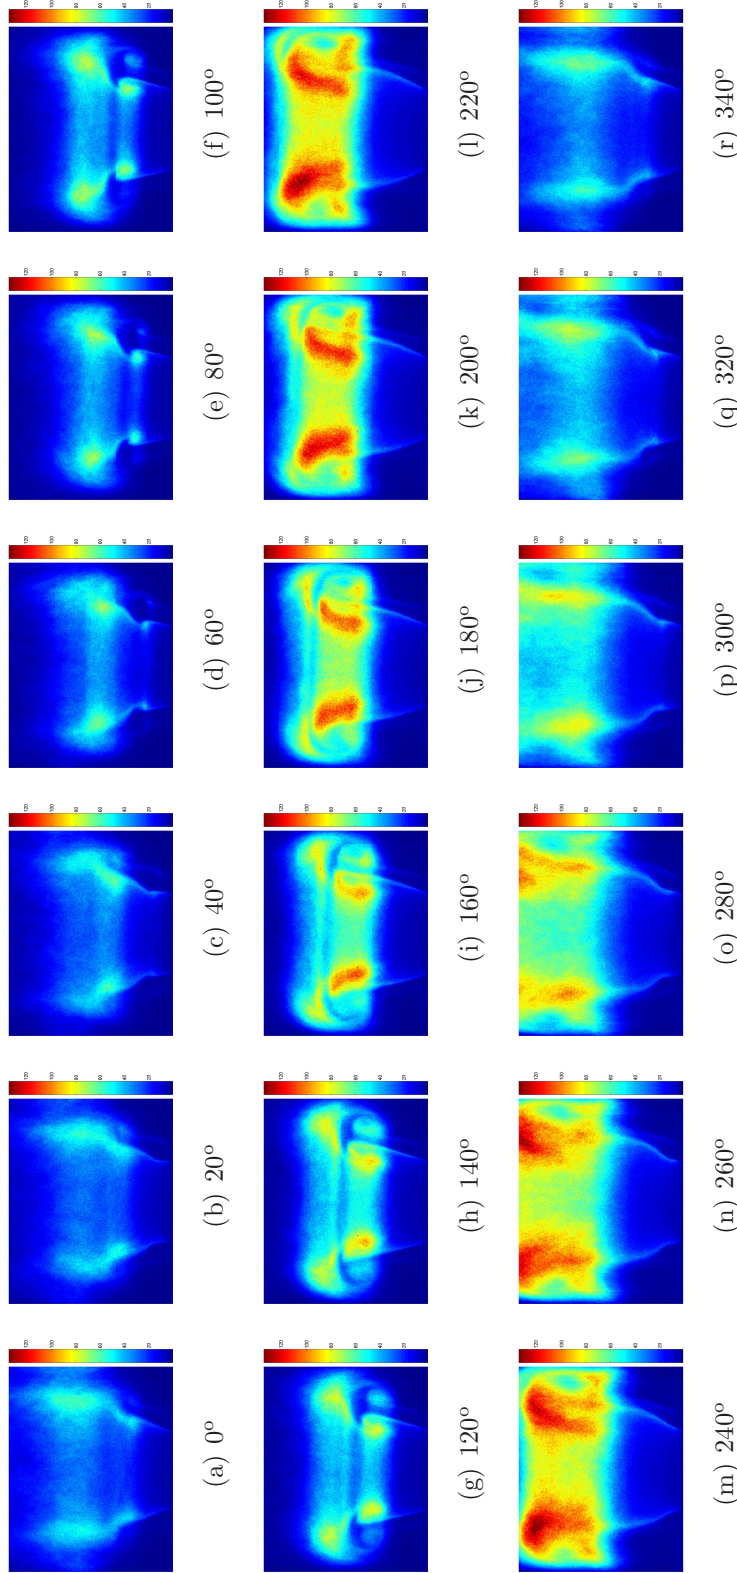 (a) 0º
(b) 20º
(c) 40º
(d) 60º
(e) 80º
(f) 100º
(g) 120º
(h) 140º
(i) 160º
(j) 180º
(k) 200º
(l) 220º
(m) 240º
(n) 260º
(o) 280º
(p) 300º
(q) 320º
(r) 340º